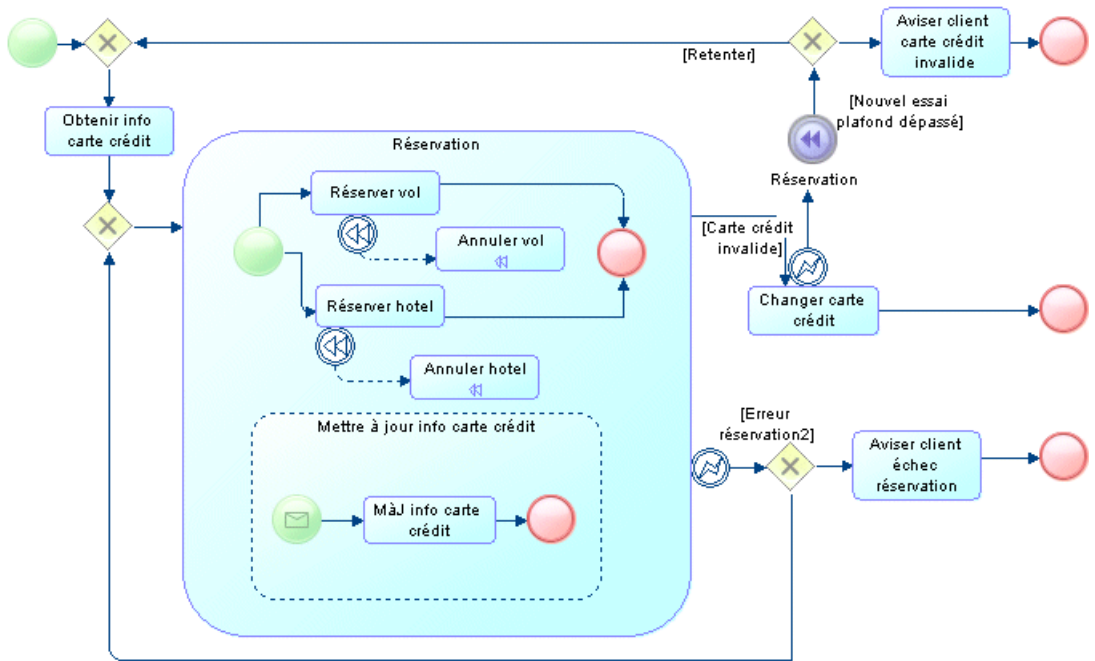 Aviser client
carte crédit
invalide
[Retenter]
[Nouvel essai
plafond dépassé]
Obtenir info
carte crédit
Réservation
Réservation
Réserver vol
Annuler vol
[Carte crédit
invalide]
Réserver hotel
Changer carte
crédit
Annuler hotel
Mettre à jour info carte crédit
[Erreur
réservation2]
Aviser client
échec
réservation
MàJ info carte
crédit